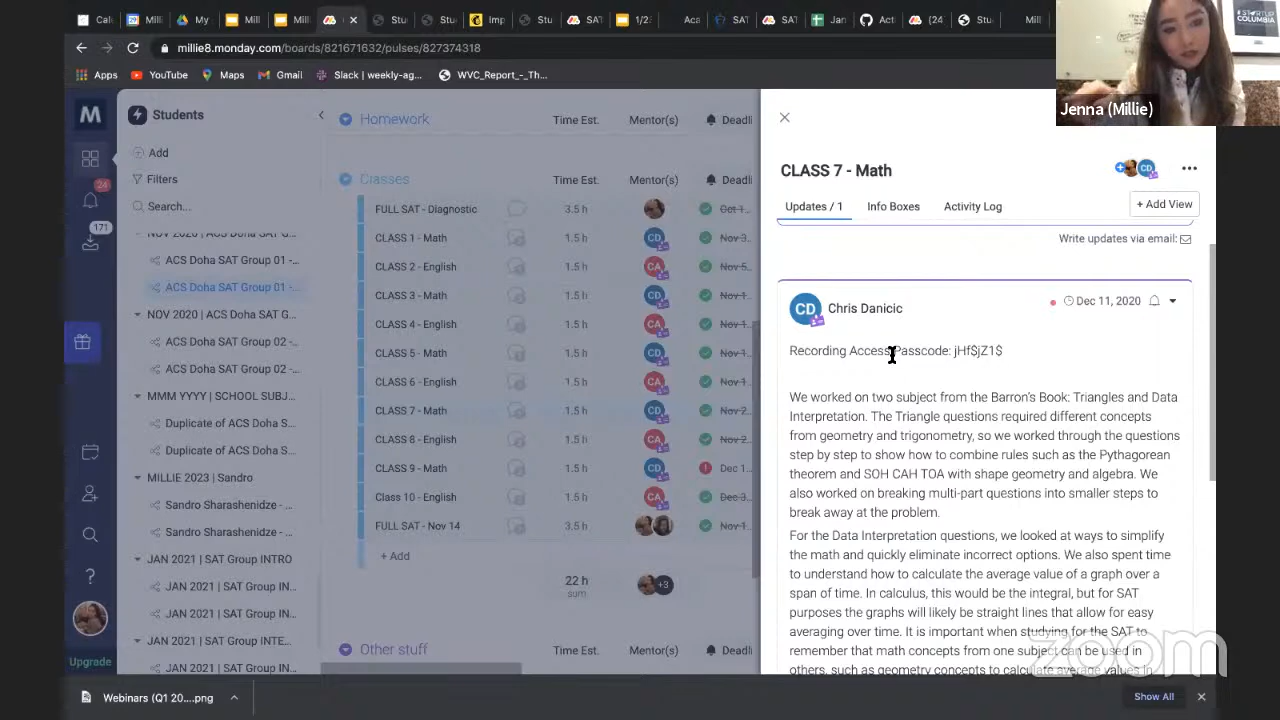 Cale
Milli
My
Mill
Mill
Stu
Stu
Imp
Stu
SAT
1/2
Aca
SAT
SAT
Jan
Act
(24
Stu
Mill
millie8.monday.com/boards/821671632/pulses/827374318
Apps
YouTube
Maps
Gmail
Slack | weekly-ag...
WVC_Report_-_Th...
#STARTUP
COLUMBIA
Jenna (Millie)
M
Students
Add
Filters
Search...
24
171
NOV 2020 | ACS Doha SAT G...
ACS Doha SAT Group 01 -...
ACS Doha SAT Group 01 -...
NOV 2020 | ACS Doha SAT G...
ACS Doha SAT Group 02 -...
ACS Doha SAT Group 02 -...
MMM YYYY | SCHOOL SUBJ...
Duplicate of ACS Doha S...
Duplicate of ACS Doha S...
MILLIE 2023 | Sandro
Sandro Sharashenidze -...
Sandro Sharashenidze -...
JAN 2021 | SAT Group INTRO
JAN 2021 | SAT Group IN...
JAN 2021 | SAT Group IN...
JAN 2021 | SAT Group INTE...
JAN 2021 | SAT Group IN...
Upgrade
Homework Time Est. Mentor(s) Deadli
Classes Time Est. Mentor(s) Deadli
FULL SAT - Diagnostic 3.5 h Oct 1...
CLASS 1 - Math 1.5 h CD Nov 3...
CLASS 2 - English 1.5 h CA Nov 5...
CLASS 3 - Math 1.5 h CD Nov 1...
CLASS 4 - English 1.5 h CA Nov 1...
CLASS 5 - Math 1.5 h CD Nov 1...
CLASS 6 - English 1.5 h CA Nov 1...
CLASS 7 - Math 1.5 h CD Nov 2...
CLASS 8 - English 1.5 h CA Nov 2...
CLASS 9 - Math 1.5 h CD Dec 1...
Class 10 - English 1.5 h CA Dec 3...
FULL SAT - Nov 14 3.5 h Nov 1...
+ Add
22 h +3
sum
Other stuff Time Est. Mentor(s) Deadli
CLASS 7 - Math
CD
Updates / 1 Info Boxes Activity Log + Add View
Write updates via email:
CD Chris Danicic Dec 11, 2020
Recording Access Passcode: jHf$jZ1$
We worked on two subject from the Barron's Book: Triangles and Data
Interpretation. The Triangle questions required different concepts
from geometry and trigonometry, so we worked through the questions
step by step to show how to combine rules such as the Pythagorean
theorem and SOH CAH TOA with shape geometry and algebra. We
also worked on breaking multi-part questions into smaller steps to
break away at the problem.
For the Data Interpretation questions, we looked at ways to simplify
the math and quickly eliminate incorrect options. We also spent time
to understand how to calculate the average value of a graph over a
span of time. In calculus, this would be the integral, but for SAT
purposes the graphs will likely be straight lines that allow for easy
averaging over time. It is important when studying for the SAT to
remember that math concepts from one subject can be used in
others, such as geometry concepts to calculate average values in
zoom
Webinars (Q1 20....png
Show All